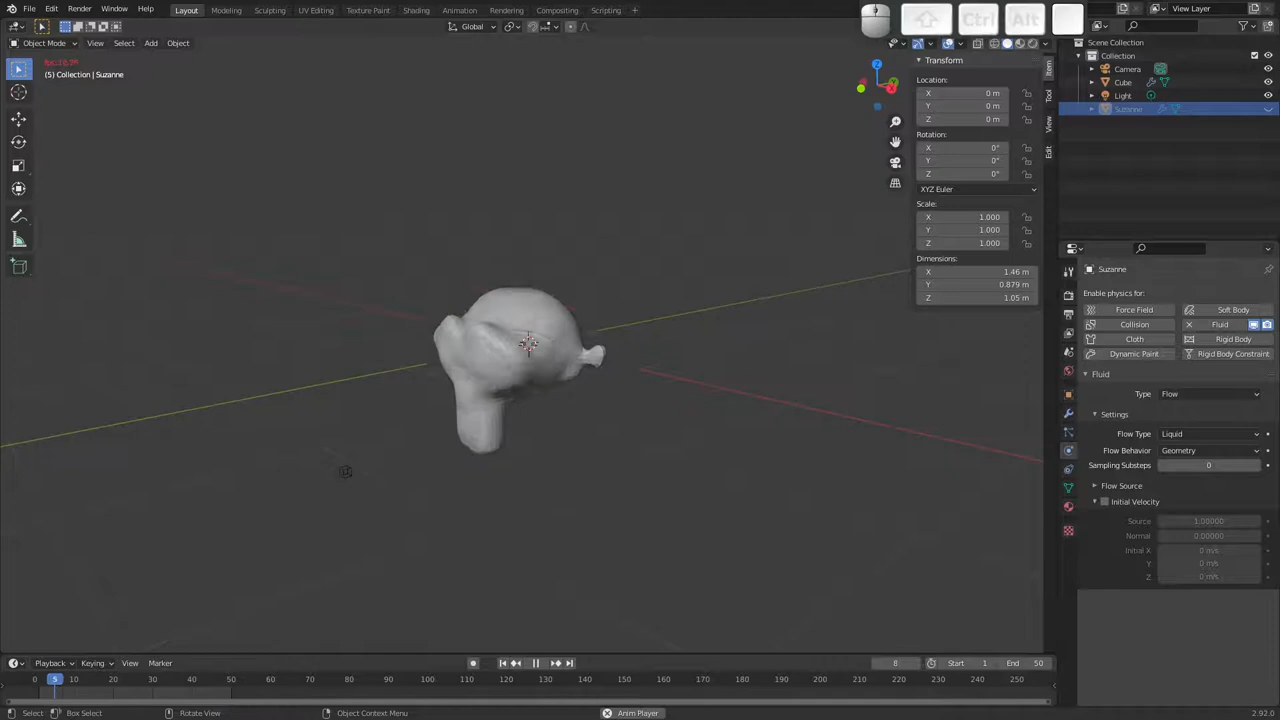 File Edit Render Window Help Layout Modeling Sculpting UV Editing Texture Paint Shading Animation Rendering Compositing Scripting Ctrl Alt View Layer
Global
Object Mode View Select Add Object
(5) Collection | Suzanne
Transform
Location:
X 0 m
Y 0 m
Z 0 m
Rotation:
X 0°
Y 0°
Z 0°
XYZ Euler
Scale:
X 1.000
Y 1.000
Z 1.000
Dimensions:
X 1.46 m
Y 0.879 m
Z 1.05 m
Item
Tool
View
Edit
Z
X
Scene Collection
Collection
Camera
Cube
Light
Suzanne
Suzanne
Enable physics for:
Force Field Soft Body
Collision Fluid
Cloth Rigid Body
Dynamic Paint Rigid Body Constraint
Fluid
Type Flow
Settings
Flow Type Liquid
Flow Behavior Geometry
Sampling Substeps 0
Flow Source
Initial Velocity
Source 1.00000
Normal 0.00000
Initial X 0 m/s
Y 0 m/s
Z 0 m/s
Playback Keying View Marker 8 Start 1 End 50
0 5 10 20 30 40 50 60 70 80 90 100 110 120 130 140 150 160 170 180 190 200 210 220 230 240 250
Select Box Select Rotate View Object Context Menu Anim Player 2.92.0